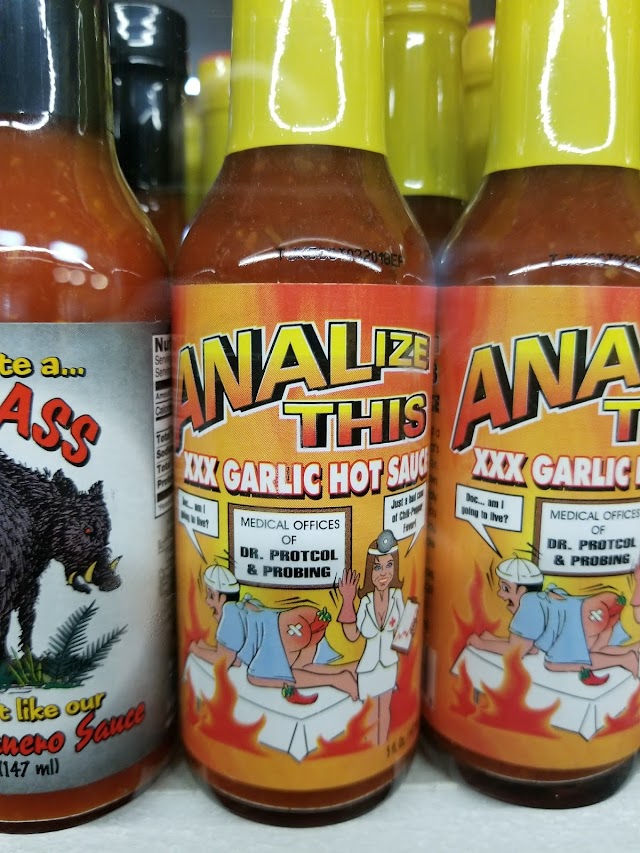 te a...
ASS
t like our
nero Sauce
(147 ml)
Nu
ANALIZE
THIS
XXX GARLIC HOT SAUCE
Doc... am I
going to live?
MEDICAL OFFICES
OF
DR. PROTCOL
& PROBING
Just a bad case
of Chili-Pepper
Fever!
ANA
T
XXX GARLIC
Doc... am I
going to live?
MEDICAL OFFICES
OF
DR. PROTCOL
& PROBING